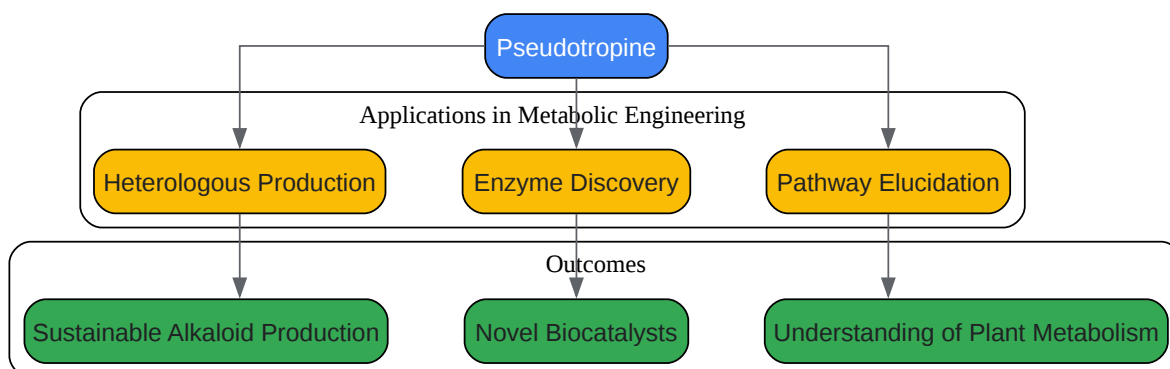 Pseudotropine
Applications in Metabolic Engineering
Heterologous Production
Enzyme Discovery
Pathway Elucidation
Outcomes
Sustainable Alkaloid Production
Novel Biocatalysts
Understanding of Plant Metabolism